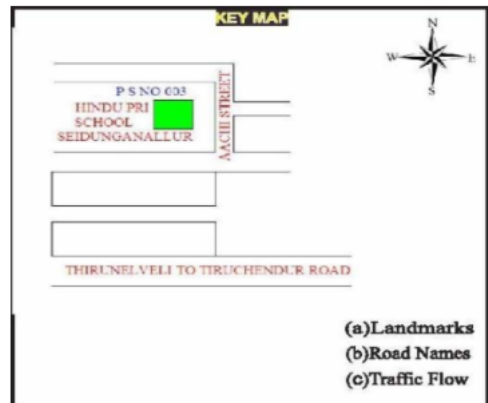 KEY MAP
N
W E
S
P S NO 003
HINDU PRI
SCHOOL
SEIDUNGANALLUR
AACHI STREET
THIRUNELVELI TO TIRUCHENDUR ROAD
(a)Landmarks
(b)Road Names
(c)Traffic Flow